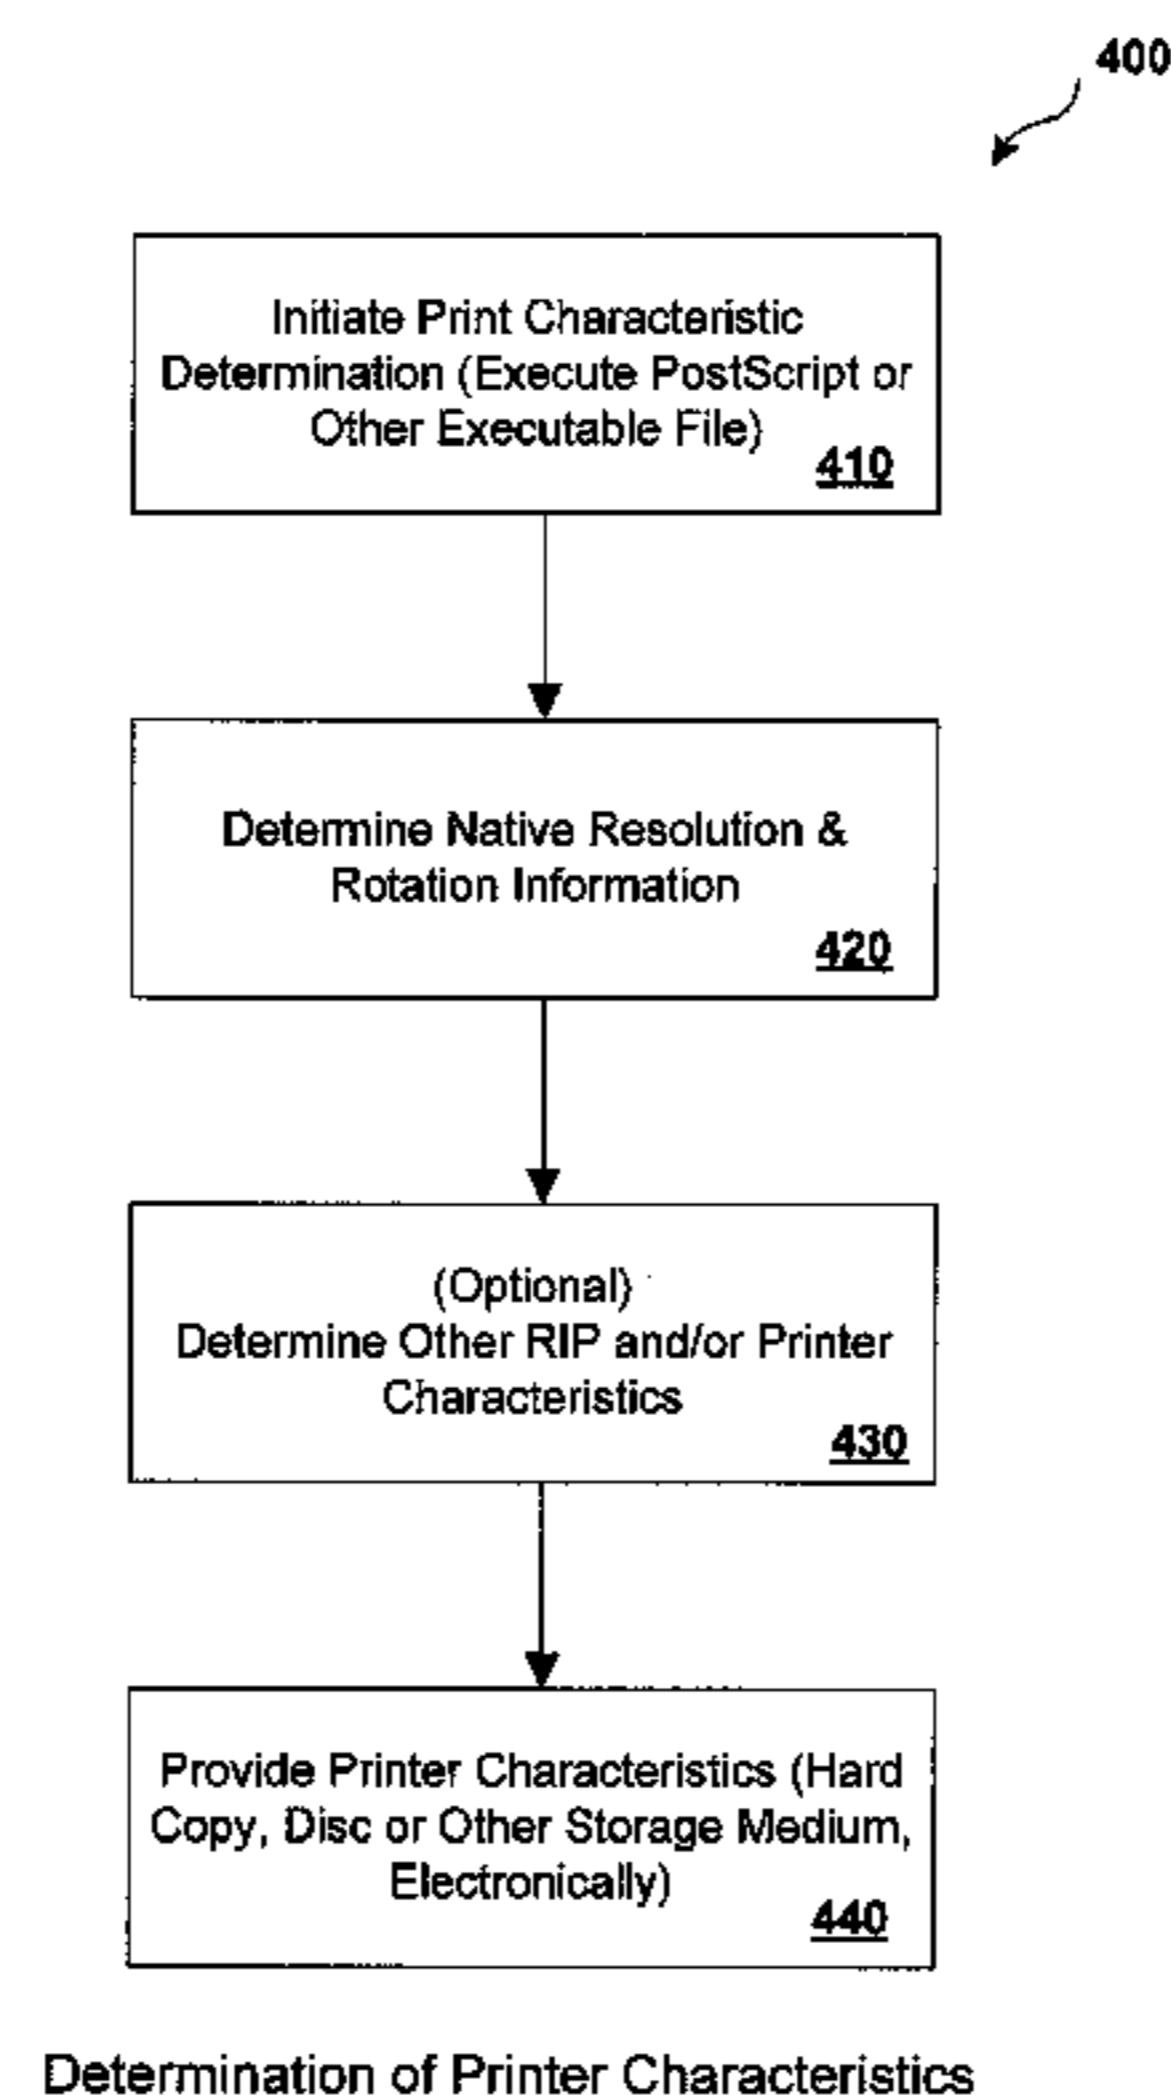 400
Initiate Print Characteristic
Determination (Execute PostScript or
Other Executable File)
410
Determine Native Resolution &
Rotation Information
420
(Optional)
Determine Other RIP and/or Printer
Characteristics
430
Provide Printer Characteristics (Hard
Copy, Disc or Other Storage Medium,
Electronically)
440
Determination of Printer Characteristics